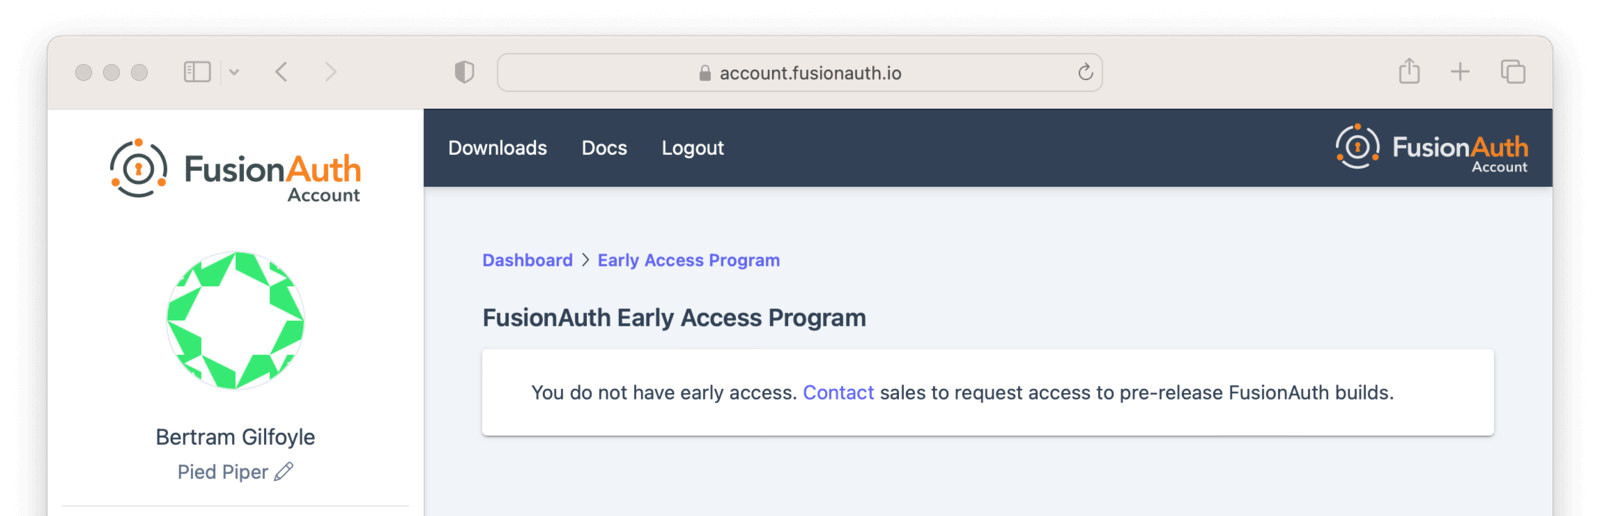 account.fusionauth.io
FusionAuth
Account
Bertram Gilfoyle
Pied Piper
Downloads Docs Logout
FusionAuth
Account
Dashboard > Early Access Program
FusionAuth Early Access Program
You do not have early access. Contact sales to request access to pre-release FusionAuth builds.